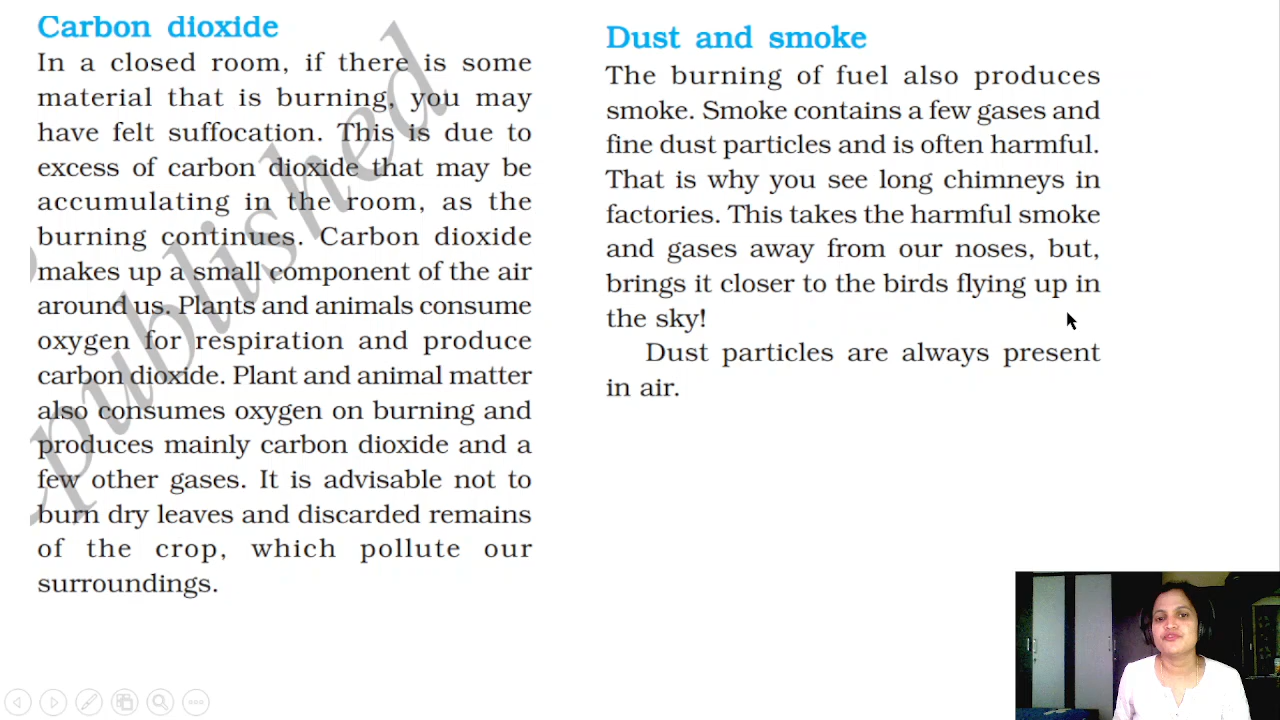 Carbon dioxide
In a closed room, if there is some
material that is burning, you may
have felt suffocation. This is due to
excess of carbon dioxide that may be
accumulating in the room, as the
burning continues. Carbon dioxide
makes up a small component of the air
around us. Plants and animals consume
oxygen for respiration and produce
carbon dioxide. Plant and animal matter
also consumes oxygen on burning and
produces mainly carbon dioxide and a
few other gases. It is advisable not to
burn dry leaves and discarded remains
of the crop, which pollute our
surroundings.
Dust and smoke
The burning of fuel also produces
smoke. Smoke contains a few gases and
fine dust particles and is often harmful.
That is why you see long chimneys in
factories. This takes the harmful smoke
and gases away from our noses, but,
brings it closer to the birds flying up in
the sky!
Dust particles are always present
in air.
published